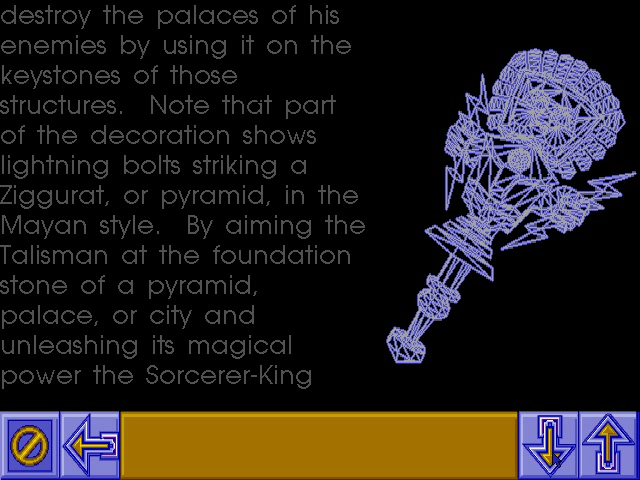 destroy the palaces of his
enemies by using it on the
keystones of those
structures.  Note that part
of the decoration shows
lightning bolts striking a
Ziggurat, or pyramid, in the
Mayan style.  By aiming the
Talisman at the foundation
stone of a pyramid,
palace, or city and
unleashing its magical
power the Sorcerer-King